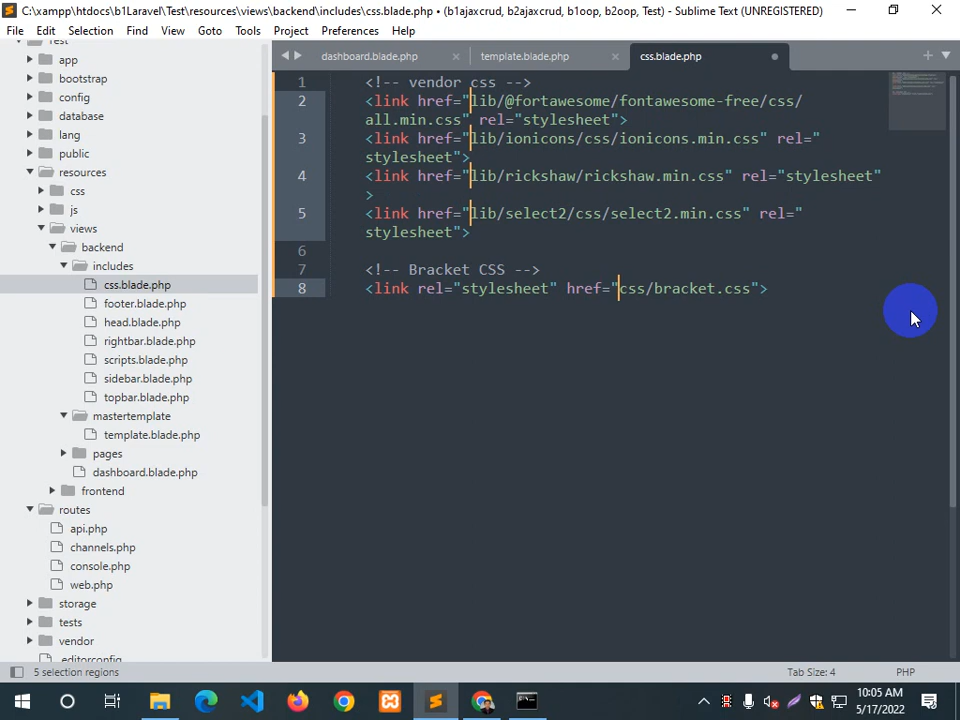 C:\xampp\htdocs\b1Laravel\Test\resources\views\backend\includes\css.blade.php • (b1ajaxcrud, b2ajaxcrud, b1oop, b2oop, Test) - Sublime Text (UNREGISTERED)
File Edit Selection Find View Goto Tools Project Preferences Help
Test
app
bootstrap
config
database
lang
public
resources
css
js
views
backend
includes
css.blade.php
footer.blade.php
head.blade.php
rightbar.blade.php
scripts.blade.php
sidebar.blade.php
topbar.blade.php
mastertemplate
template.blade.php
pages
dashboard.blade.php
frontend
routes
api.php
channels.php
console.php
web.php
storage
tests
vendor
.editorconfig
dashboard.blade.php × template.blade.php × css.blade.php
1 <!-- vendor css -->
2 <link href="lib/@fortawesome/fontawesome-free/css/
all.min.css" rel="stylesheet">
3 <link href="lib/ionicons/css/ionicons.min.css" rel="
stylesheet">
4 <link href="lib/rickshaw/rickshaw.min.css" rel="stylesheet"
>
5 <link href="lib/select2/css/select2.min.css" rel="
stylesheet">
6
7 <!-- Bracket CSS -->
8 <link rel="stylesheet" href="css/bracket.css">
5 selection regions Tab Size: 4 PHP
10:05 AM
5/17/2022